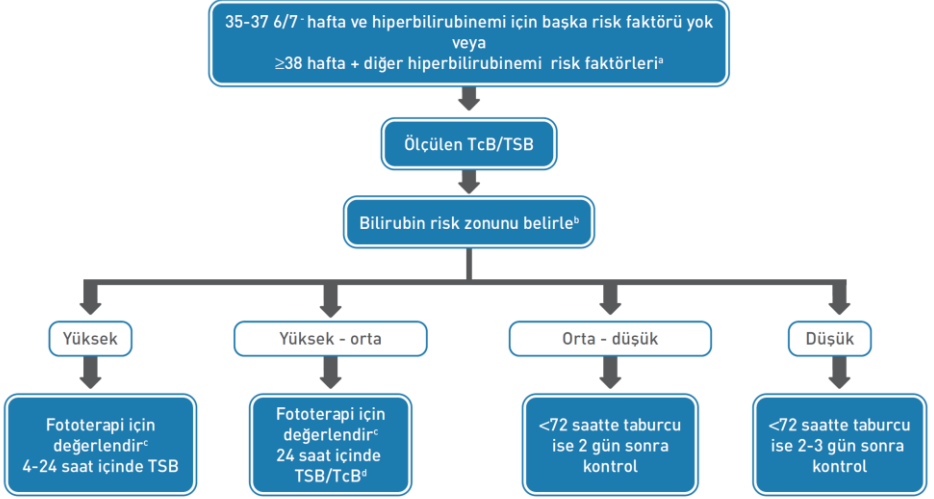 35-37 6/7 - hafta ve hiperbilirubinemi için başka risk faktörü yok
veya
≥38 hafta + diğer hiperbilirubinemi risk faktörleriᵃ
Ölçülen TcB/TSB
Bilirubin risk zonunu belirleᵇ
Yüksek
Yüksek - orta
Orta - düşük
Düşük
Fototerapi için
değerlendirᶜ
4-24 saat içinde TSB
Fototerapi için
değerlendirᶜ
24 saat içinde
TSB/TcBᵈ
<72 saatte taburcu
ise 2 gün sonra
kontrol
<72 saatte taburcu
ise 2-3 gün sonra
kontrol